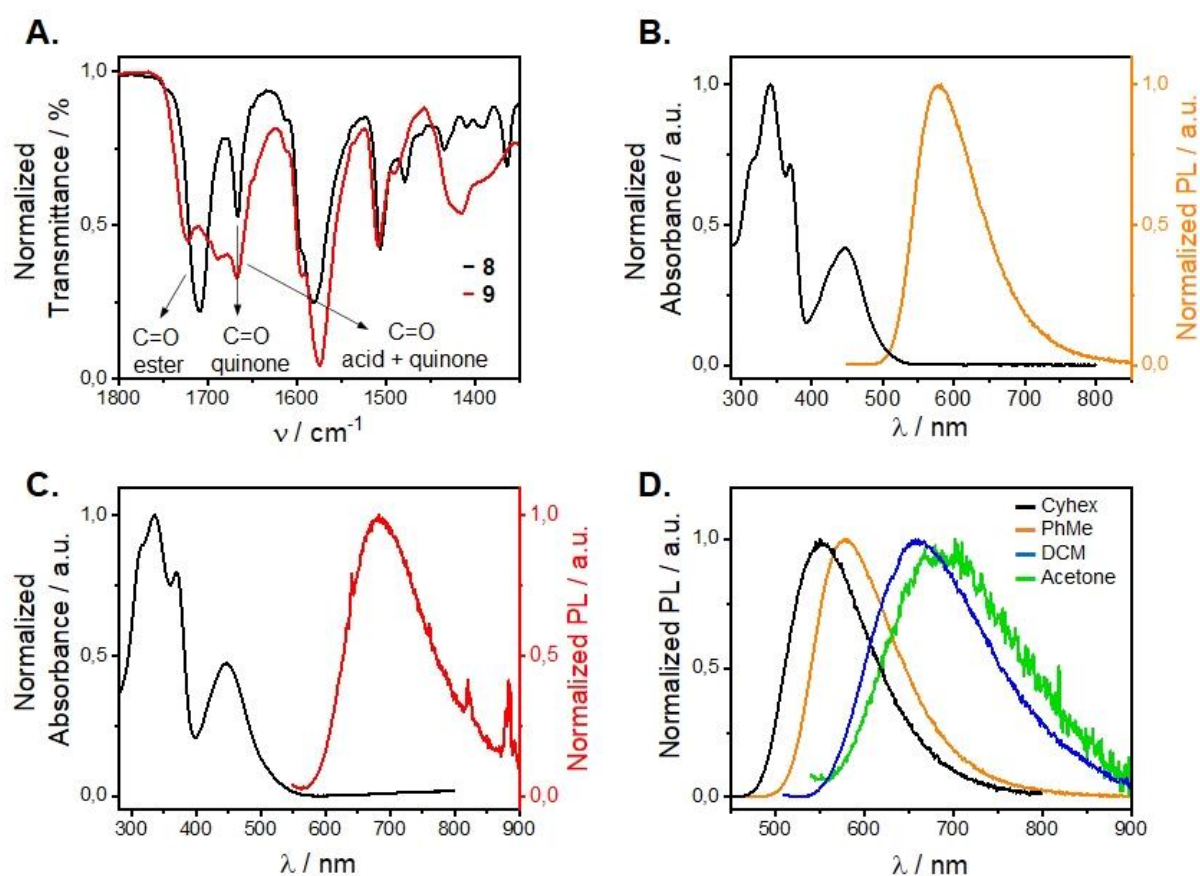 A.
Normalized
Transmittance / %
1,0
0,5
0,0
1800
1700
1600
1500
1400
ν / cm-1
C=O
ester
C=O
quinone
C=O
acid + quinone
– 8
– 9
B.
Normalized
Absorbance / a.u.
1,0
0,5
0,0
300
400
500
600
700
800
λ / nm
1,0
0,5
0,0
Normalized PL / a.u.
C.
Normalized
Absorbance / a.u.
1,0
0,5
0,0
300
400
500
600
700
800
900
λ / nm
1,0
0,5
0,0
Normalized PL / a.u.
D.
Normalized PL / a.u.
1,0
0,5
0,0
500
600
700
800
900
λ / nm
Cyhex
PhMe
DCM
Acetone